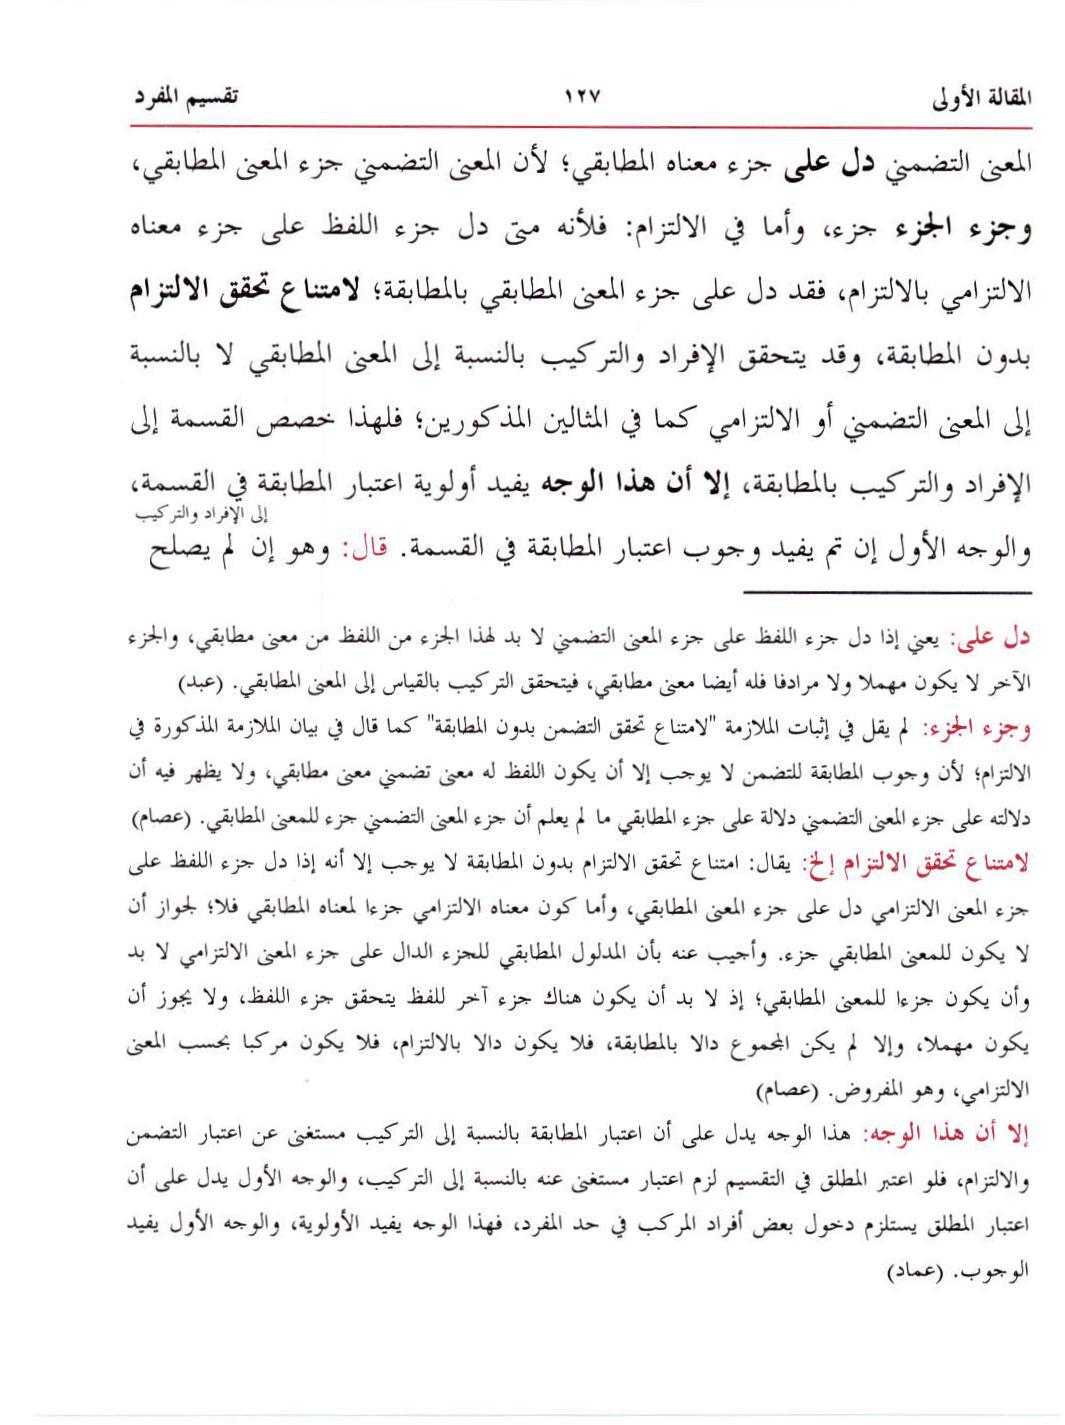 المقالة الأولى ١٢٧ تقسيم المفرد
المعنى التضمني دل على جزء معناه المطابقي؛ لأن المعنى التضمني جزء المعنى المطابقي،
وجزء الجزء جزء، وأما في الالتزام: فلأنه متى دل جزء اللفظ على جزء معناه
الالتزامي بالالتزام، فقد دل على جزء المعنى المطابقي بالمطابقة؛ لامتناع تحقق الالتزام
بدون المطابقة، وقد يتحقق الإفراد والتركيب بالنسبة إلى المعنى المطابقي لا بالنسبة
إلى المعنى التضمني أو الالتزامي كما في المثالين المذكورين؛ فلهذا خصص القسمة إلى
الإفراد والتركيب بالمطابقة، إلا أن هذا الوجه يفيد أولوية اعتبار المطابقة في القسمة،
إلى الإفراد والتركيب
والوجه الأول إن تم يفيد وجوب اعتبار المطابقة في القسمة. قال: وهو إن لم يصلح
دل على: يعني إذا دل جزء اللفظ على جزء المعنى التضمني لا بد لهذا الجزء من اللفظ من معنى مطابقي، والجزء
الآخر لا يكون مهملا ولا مرادفا فله أيضا معنى مطابقي، فيتحقق التركيب بالقياس إلى المعنى المطابقي. (عبد)
وجزء الجزء: لم يقل في إثبات الملازمة "لامتناع تحقق التضمن بدون المطابقة" كما قال في بيان الملازمة المذكورة في
الالتزام؛ لأن وجوب المطابقة للتضمن لا يوجب إلا أن يكون اللفظ له معنى تضمني معنى مطابقي، ولا يظهر فيه أن
دلالته على جزء المعنى التضمني دلالة على جزء المطابقي ما لم يعلم أن جزء المعنى التضمني جزء للمعنى المطابقي. (عصام)
لامتناع تحقق الالتزام إلخ: يقال: امتناع تحقق الالتزام بدون المطابقة لا يوجب إلا أنه إذا دل جزء اللفظ على
جزء المعنى الالتزامي دل على جزء المعنى المطابقي، وأما كون معناه الالتزامي جزءا لمعناه المطابقي فلا؛ لجواز أن
لا يكون للمعنى المطابقي جزء. وأجيب عنه بأن المدلول المطابقي للجزء الدال على جزء المعنى الالتزامي لا بد
وأن يكون جزءا للمعنى المطابقي؛ إذ لا بد أن يكون هناك جزء آخر للفظ يتحقق جزء اللفظ، ولا يجوز أن
يكون مهملا، وإلا لم يكن المجموع دالا بالمطابقة، فلا يكون دالا بالالتزام، فلا يكون مركبا بحسب المعنى
الالتزامي، وهو المفروض. (عصام)
إلا أن هذا الوجه: هذا الوجه يدل على أن اعتبار المطابقة بالنسبة إلى التركيب مستغنى عن اعتبار التضمن
والالتزام، فلو اعتبر المطلق في التقسيم لزم اعتبار مستغنى عنه بالنسبة إلى التركيب، والوجه الأول يدل على أن
اعتبار المطلق يستلزم دخول بعض أفراد المركب في حد المفرد، فهذا الوجه يفيد الأولوية، والوجه الأول يفيد
الوجوب. (عماد)